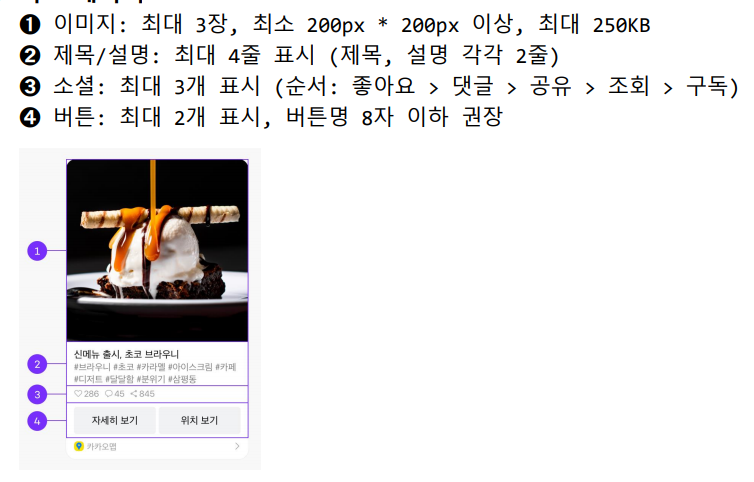 ❶ 이미지: 최대 3장, 최소 200px * 200px 이상, 최대 250KB
❷ 제목/설명: 최대 4줄 표시 (제목, 설명 각각 2줄)
❸ 소셜: 최대 3개 표시 (순서: 좋아요 > 댓글 > 공유 > 조회 > 구독)
❹ 버튼: 최대 2개 표시, 버튼명 8자 이하 권장
1
2
신메뉴 출시, 초코 브라우니
#브라우니 #초코 #카라멜 #아이스크림 #카페
#디저트 #달달함 #분위기 #삼평동
3
286 45 845
4
자세히 보기 위치 보기
카카오맵